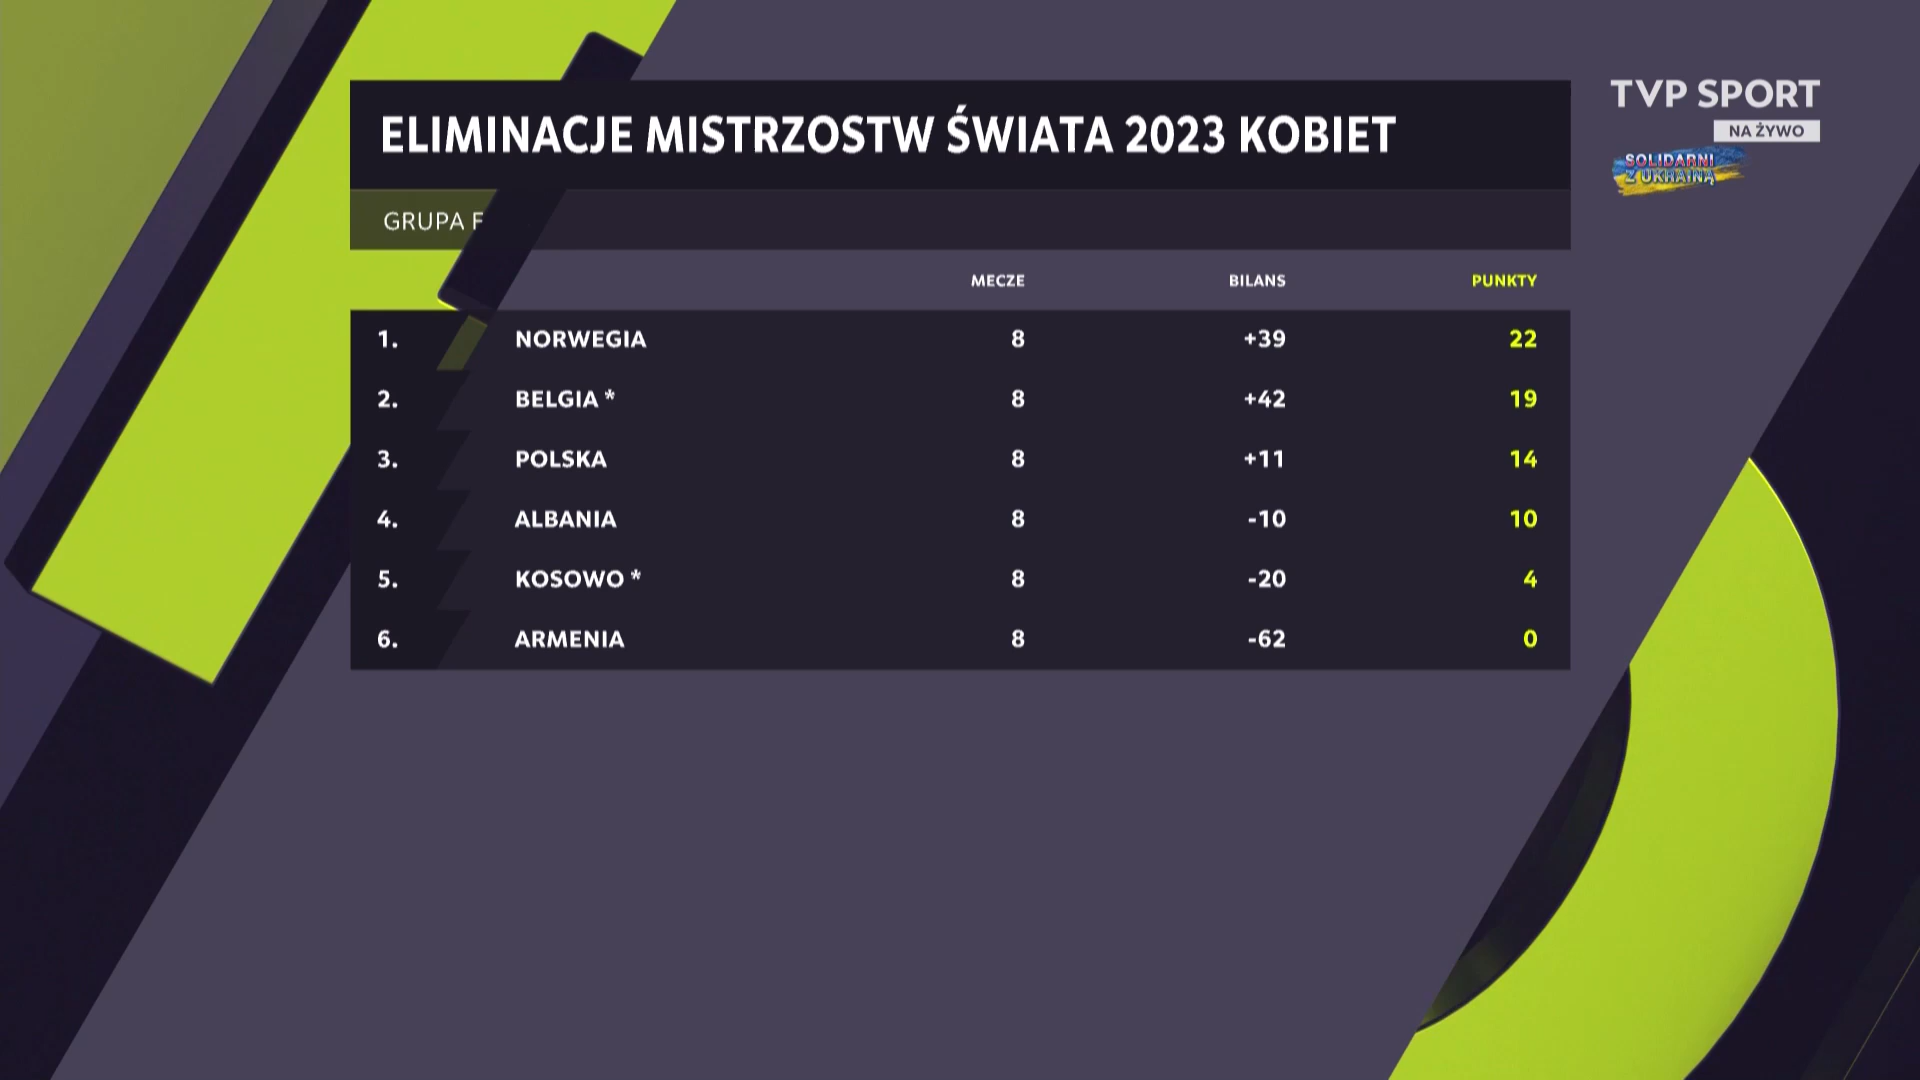 TVP SPORT
NA ŻYWO
SOLIDARNI
Z UKRAINĄ
ELIMINACJE MISTRZOSTW ŚWIATA 2023 KOBIET
GRUPA F
MECZE BILANS PUNKTY
1. NORWEGIA 8 +39 22
2. BELGIA * 8 +42 19
3. POLSKA 8 +11 14
4. ALBANIA 8 -10 10
5. KOSOWO * 8 -20 4
6. ARMENIA 8 -62 0